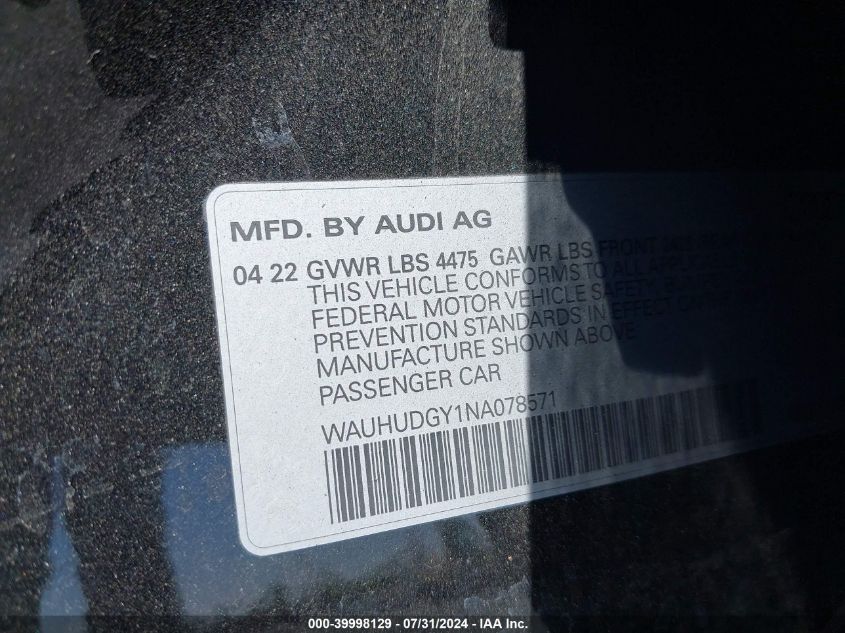 MFD. BY AUDI AG
04 22 GVWR LBS 4475 GAWR LBS FRONT
THIS VEHICLE CONFORMS TO ALL APPLICABLE
FEDERAL MOTOR VEHICLE SAFETY,
PREVENTION STANDARDS IN EFFECT
MANUFACTURE SHOWN ABOVE
PASSENGER CAR
WAUHUDGY1NA078571
000-39998129 - 07/31/2024 - IAA Inc.